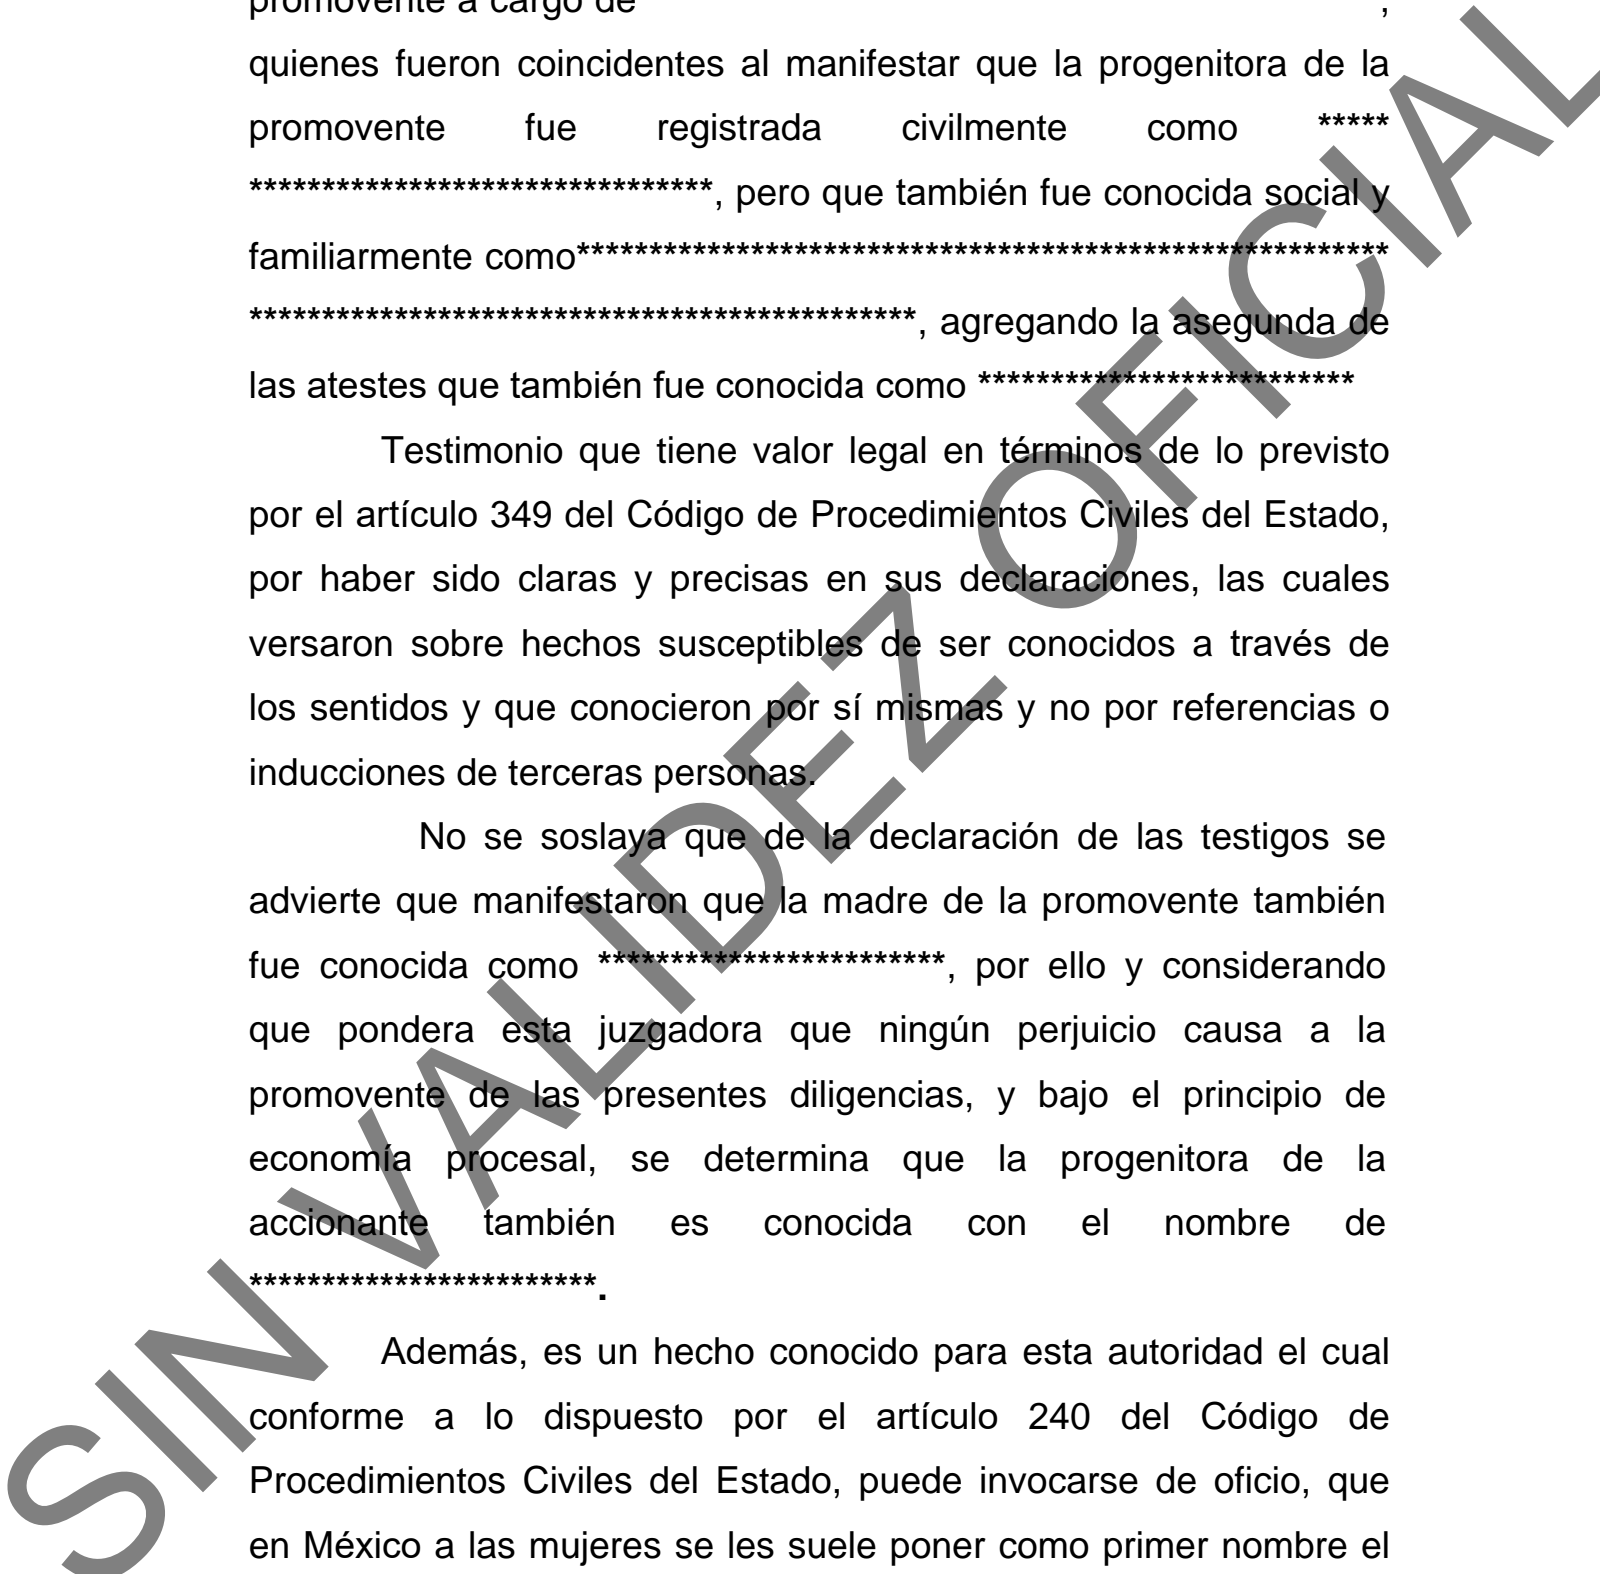 promovente a cargo de ,
quienes fueron coincidentes al manifestar que la progenitora de la
promovente fue registrada civilmente como *****
********************************, pero que también fue conocida social y
familiarmente como********************************************************
**********************************************, agregando la asegunda de
las atestes que también fue conocida como **************************
Testimonio que tiene valor legal en términos de lo previsto
por el artículo 349 del Código de Procedimientos Civiles del Estado,
por haber sido claras y precisas en sus declaraciones, las cuales
versaron sobre hechos susceptibles de ser conocidos a través de
los sentidos y que conocieron por sí mismas y no por referencias o
inducciones de terceras personas.
No se soslaya que de la declaración de las testigos se
advierte que manifestaron que la madre de la promovente también
fue conocida como ************************, por ello y considerando
que pondera esta juzgadora que ningún perjuicio causa a la
promovente de las presentes diligencias, y bajo el principio de
economía procesal, se determina que la progenitora de la
accionante también es conocida con el nombre de
************************.
Además, es un hecho conocido para esta autoridad el cual
conforme a lo dispuesto por el artículo 240 del Código de
Procedimientos Civiles del Estado, puede invocarse de oficio, que
en México a las mujeres se les suele poner como primer nombre el
SIN VALIDEZ OFICIAL